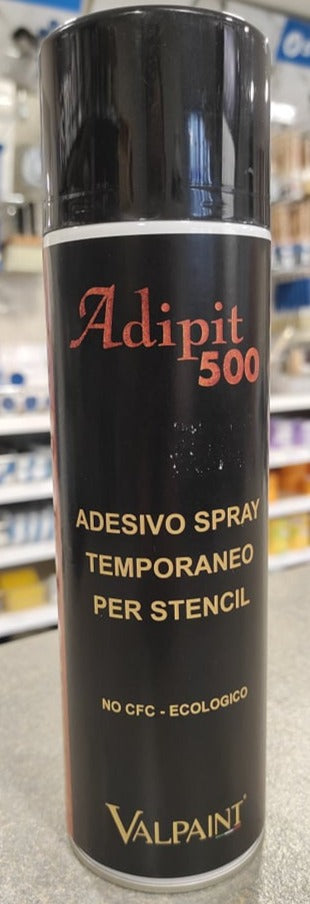 Adipit
500
ADESIVO SPRAY
TEMPORANEO
PER STENCIL
NO CFC - ECOLOGICO
VALPAINT®